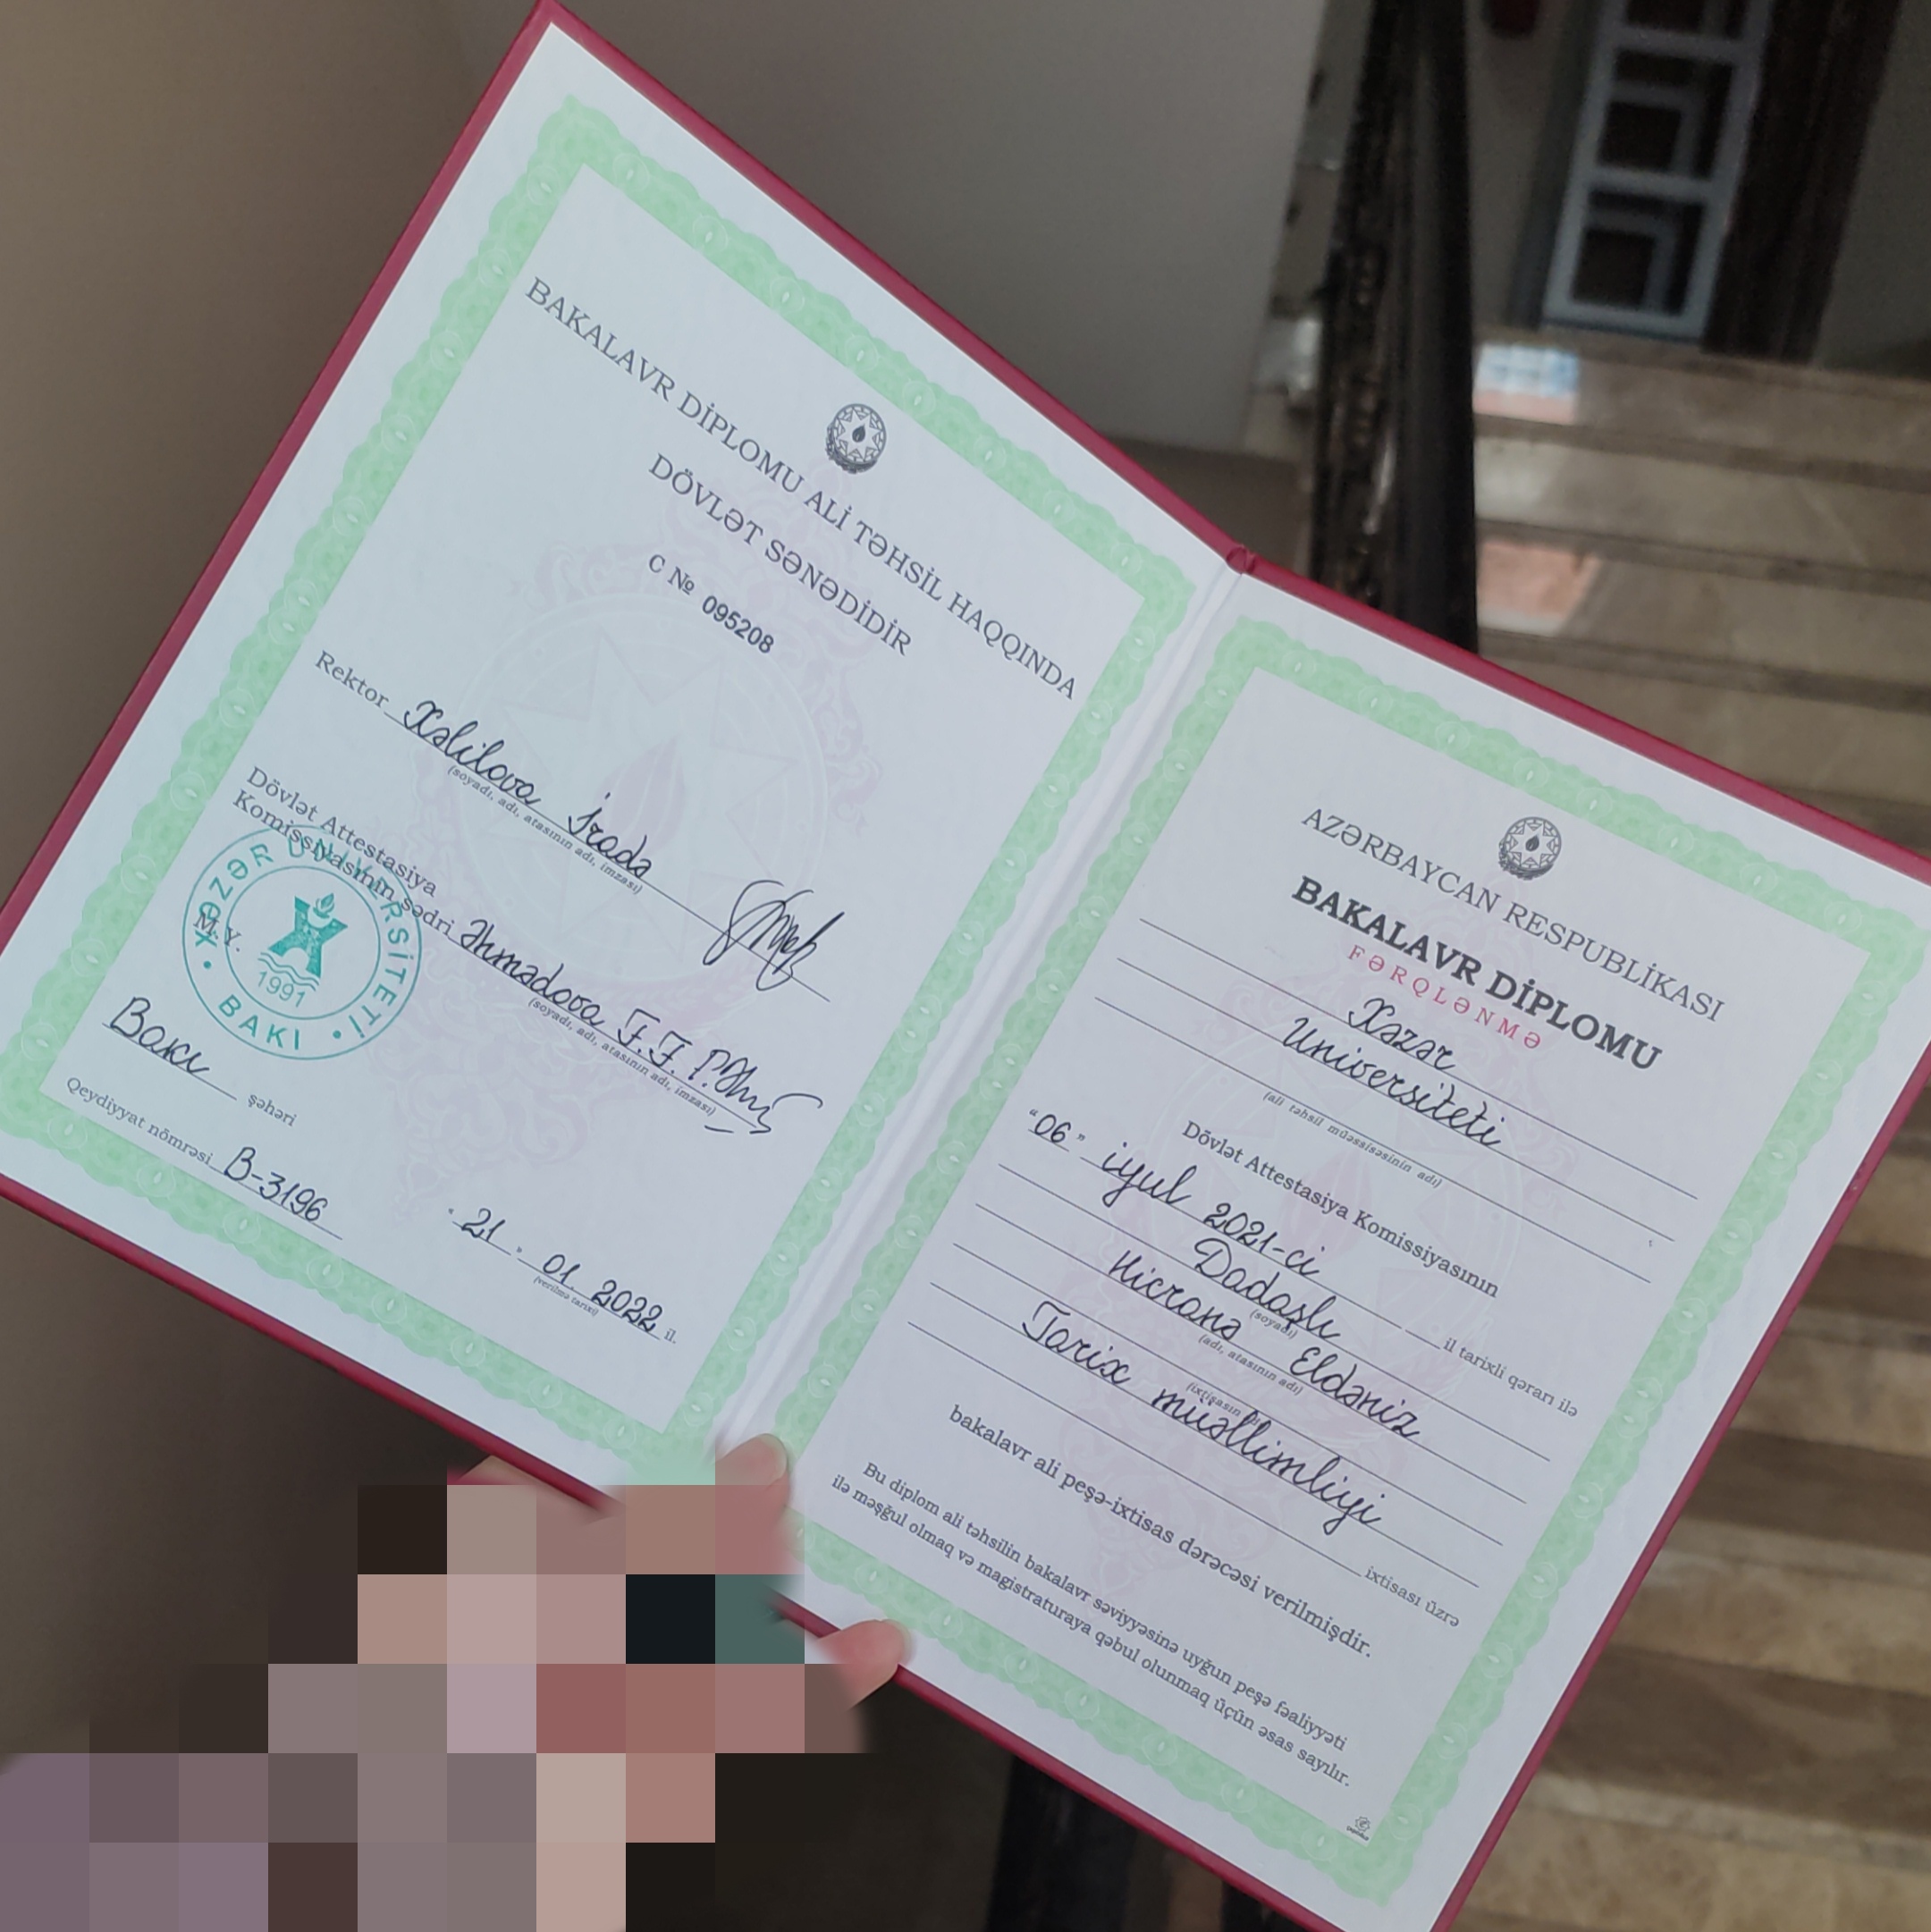 BAKALAVR DİPLOMU ALİ TƏHSİL HAQQINDA
DÖVLƏT SƏNƏDİDİR
C № 095208
Rektor Xəlilova İradə
(soyadı, adı, atasının adı, imzası)
Dövlət Attestasiya
Komissiyasının sədri Əhmədova F.F.
(soyadı, adı, atasının adı, imzası)
M.Y.
XƏZƏR UNİVERSİTETİ • BAKI •
1991
Bakı şəhəri
Qeydiyyat nömrəsi B-3196
"21" 01 2022 il.
(verilmə tarixi)
AZƏRBAYCAN RESPUBLİKASI
BAKALAVR DİPLOMU
FƏRQLƏNMƏ
Xəzər
Universiteti
(ali təhsil müəssisəsinin adı)
Dövlət Attestasiya Komissiyasının
"06" iyul 2021-ci il tarixli qərarı ilə
Dadaşlı
(soyadı)
Hicranə Eldəniz
(adı, atasının adı)
Tarix müəllimliyi
(ixtisasın
ixtisası üzrə
bakalavr ali peşə-ixtisas dərəcəsi verilmişdir.
Bu diplom ali təhsilin bakalavr səviyyəsinə uyğun peşə fəaliyyəti
ilə məşğul olmaq və magistraturaya qəbul olunmaq üçün əsas sayılır.